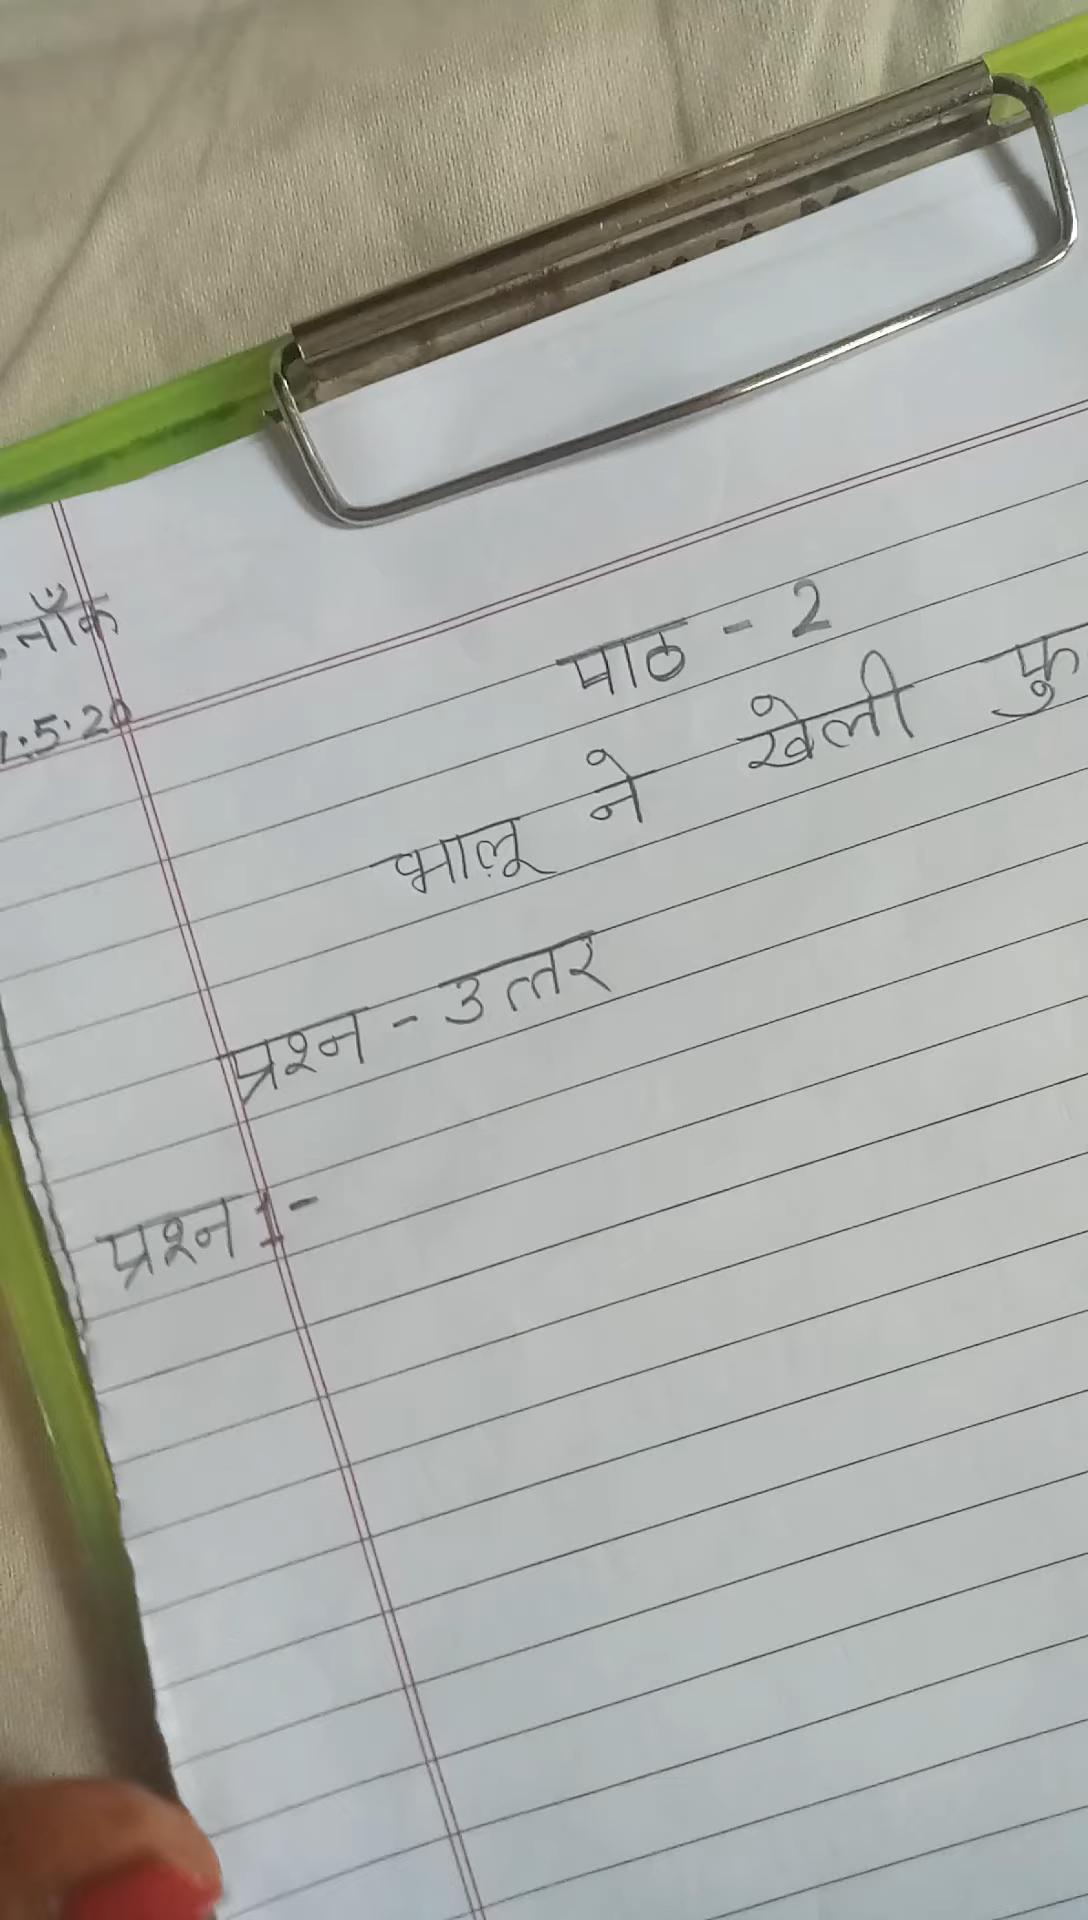 पाठ - 2
भालू ने खेली
प्रश्न - उत्तर
प्रश्न 1 -